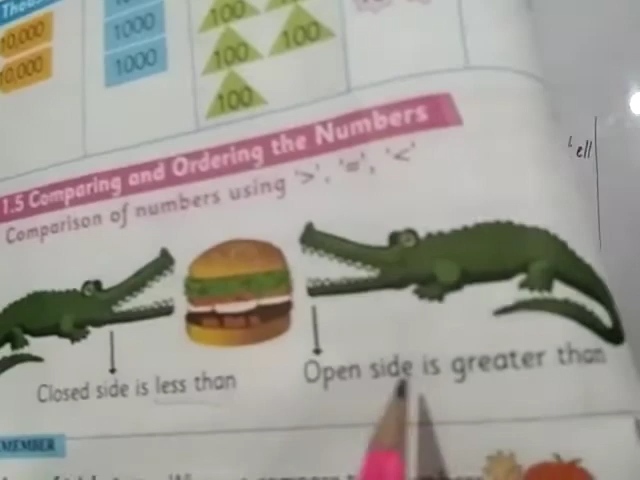 1000
10,000
10,000
1000
100
100
100
100
1.5 Comparing and Ordering the Numbers
Comparison of numbers using '>', '=', '<'
Closed side is less than
Open side is greater than